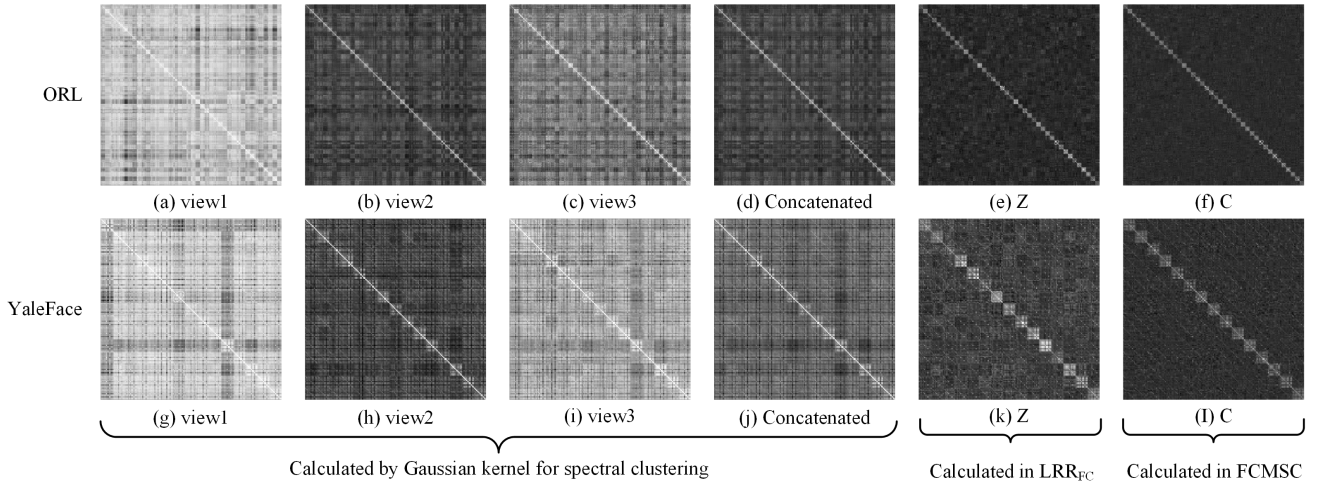 ORL
(a) view1
(b) view2
(c) view3
(d) Concatenated
(e) Z
(f) C
YaleFace
(g) view1
(h) view2
(i) view3
(j) Concatenated
(k) Z
(I) C
Calculated by Gaussian kernel for spectral clustering
Calculated in LRR_FC
Calculated in FCMSC